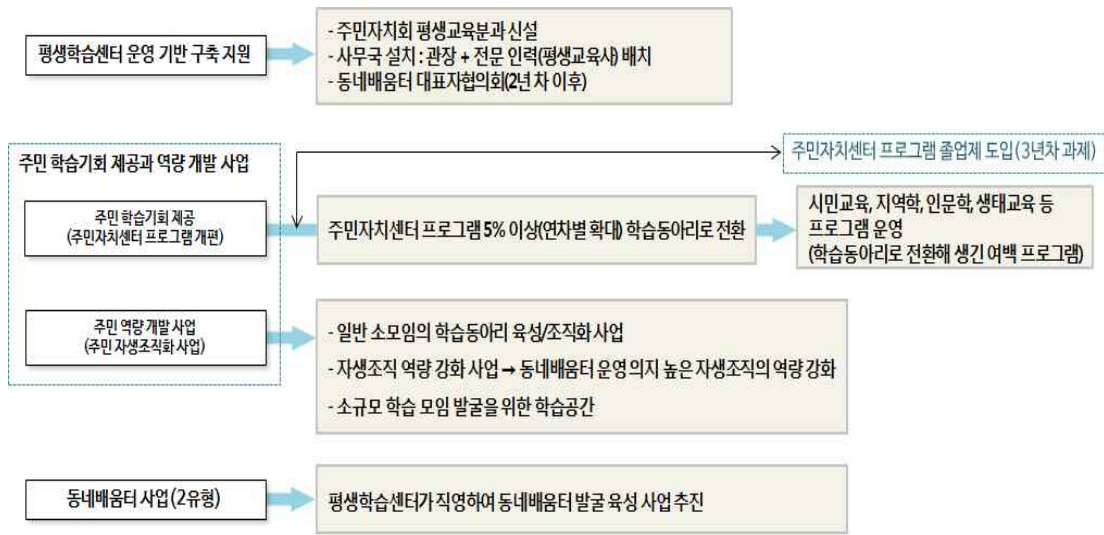 평생학습센터 운영 기반 구축 지원
- 주민자치회 평생교육분과 신설
- 사무국 설치 : 관장 + 전문 인력(평생교육사) 배치
- 동네배움터 대표자협의회(2년 차 이후)
주민 학습기회 제공과 역량 개발 사업
주민자치센터 프로그램 졸업제 도입(3년차 과제)
주민 학습기회 제공
(주민자치센터 프로그램 개편)
주민자치센터 프로그램 5% 이상(연차별 확대) 학습동아리로 전환
시민교육, 지역학, 인문학, 생태교육 등
프로그램 운영
(학습동아리로 전환해 생긴 여백 프로그램)
주민 역량 개발 사업
(주민 자생조직화 사업)
- 일반 소모임의 학습동아리 육성/조직화 사업
- 자생조직 역량 강화 사업 → 동네배움터 운영 의지 높은 자생조직의 역량 강화
- 소규모 학습 모임 발굴을 위한 학습공간
동네배움터 사업(2유형)
평생학습센터가 직영하여 동네배움터 발굴 육성 사업 추진